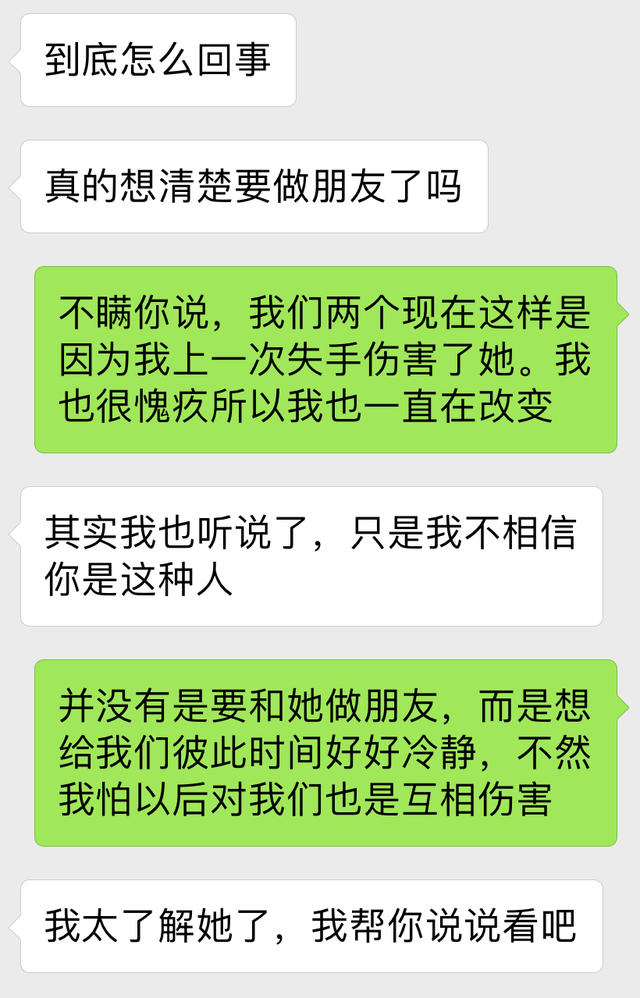 到底怎么回事
真的想清楚要做朋友了吗
不瞒你说，我们两个现在这样是
因为我上一次失手伤害了她。我
也很愧疚所以我也一直在改变
其实我也听说了，只是我不相信
你是这种人
并没有是要和她做朋友，而是想
给我们彼此时间好好冷静，不然
我怕以后对我们也是互相伤害
我太了解她了，我帮你说说看吧